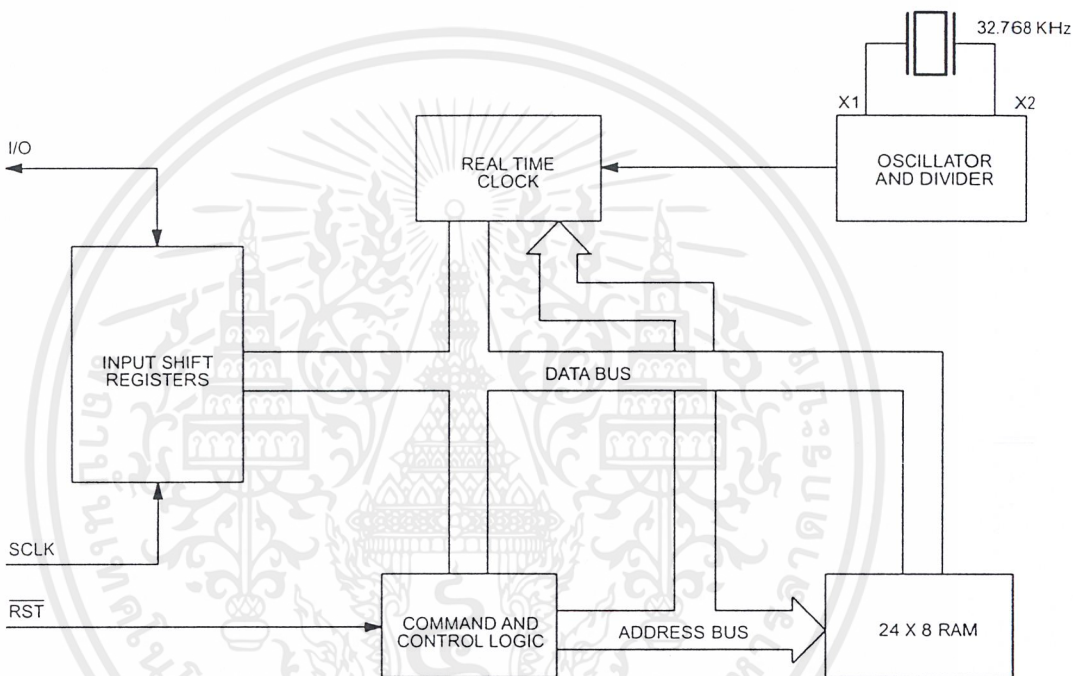 32.768 KHz
X1
X2
I/O
REAL TIME
CLOCK
OSCILLATOR
AND DIVIDER
INPUT SHIFT
REGISTERS
DATA BUS
SCLK
RST
COMMAND AND
CONTROL LOGIC
ADDRESS BUS
24 X 8 RAM